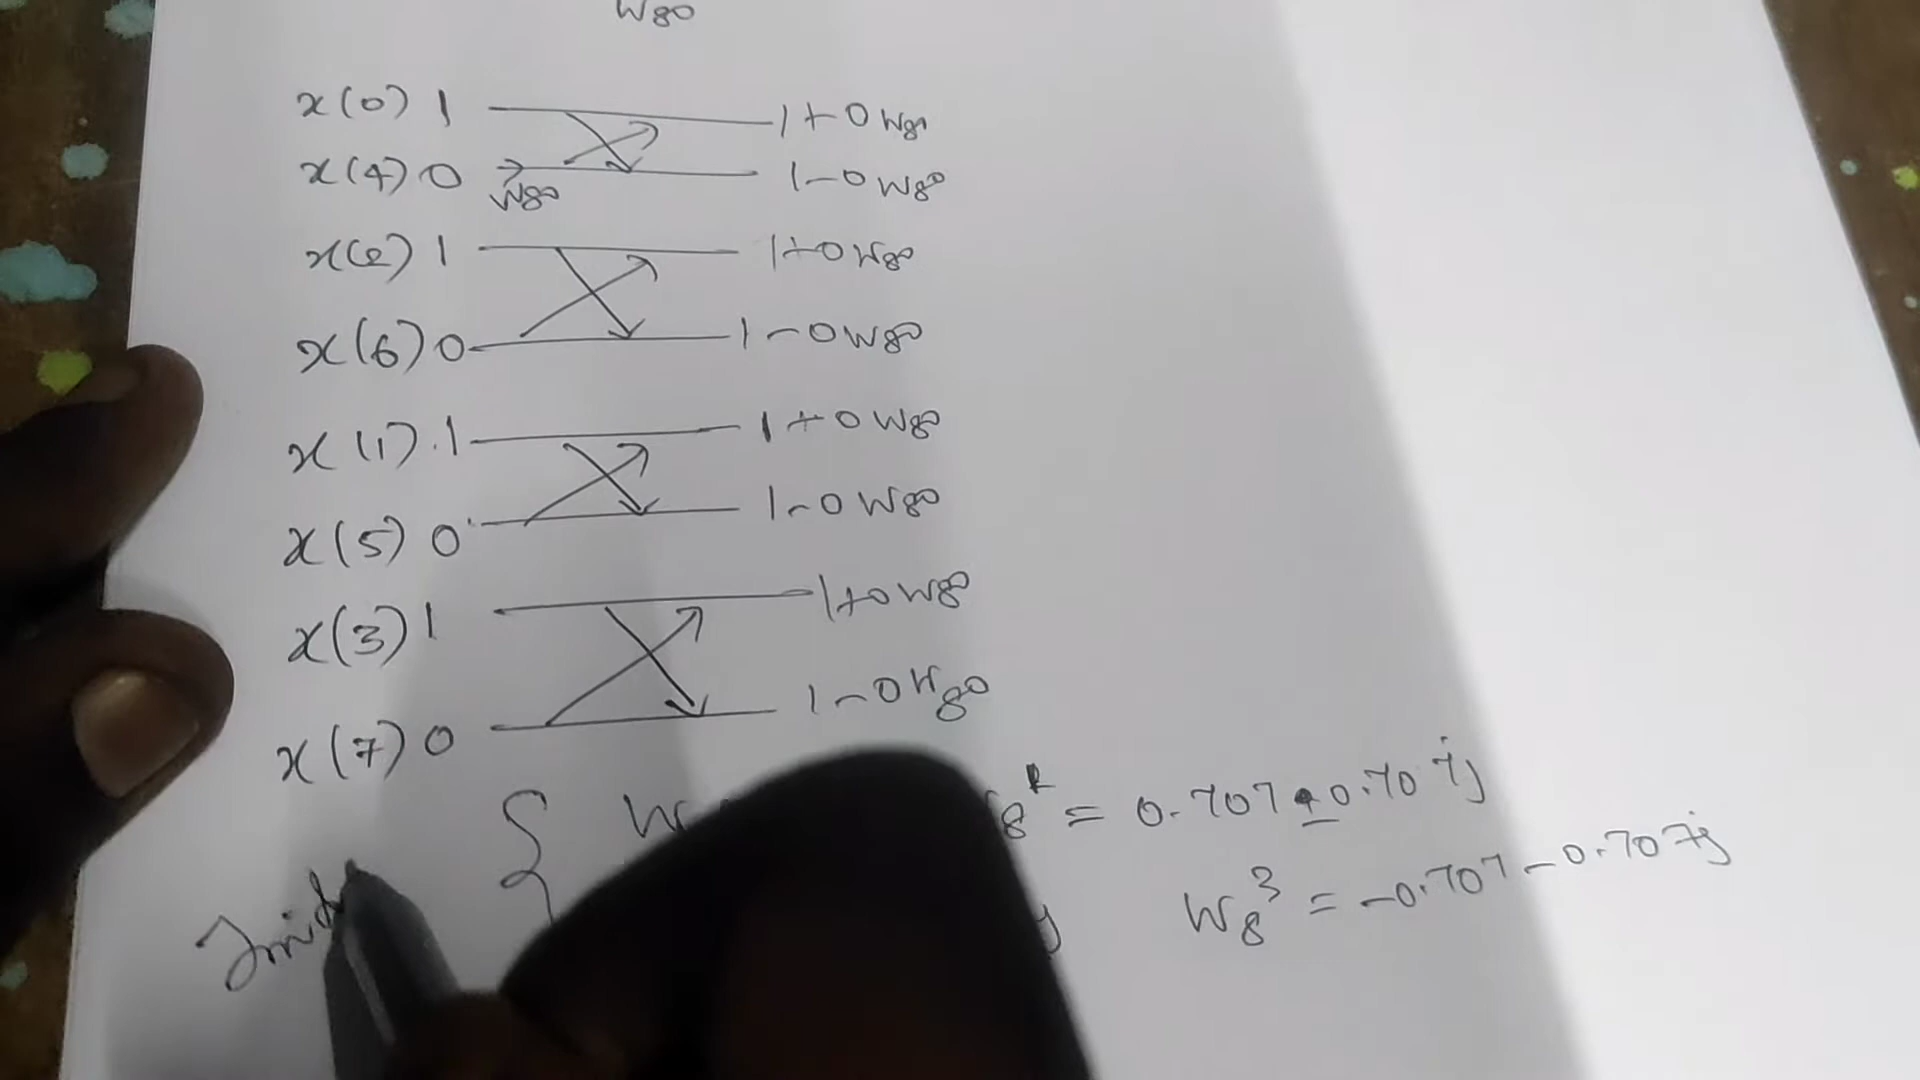 W80
x(0) 1 1+0 W80
x(4) 0 W80 1-0 W80
x(2) 1 1+0 W80
x(6) 0 1-0 W80
x(1) 1 1+0 W80
x(5) 0 1-0 W80
x(3) 1 1+0 W80
x(7) 0 1-0 W80
{ W 8 = 0.707 0.707j
W8^3 = -0.707-0.707j